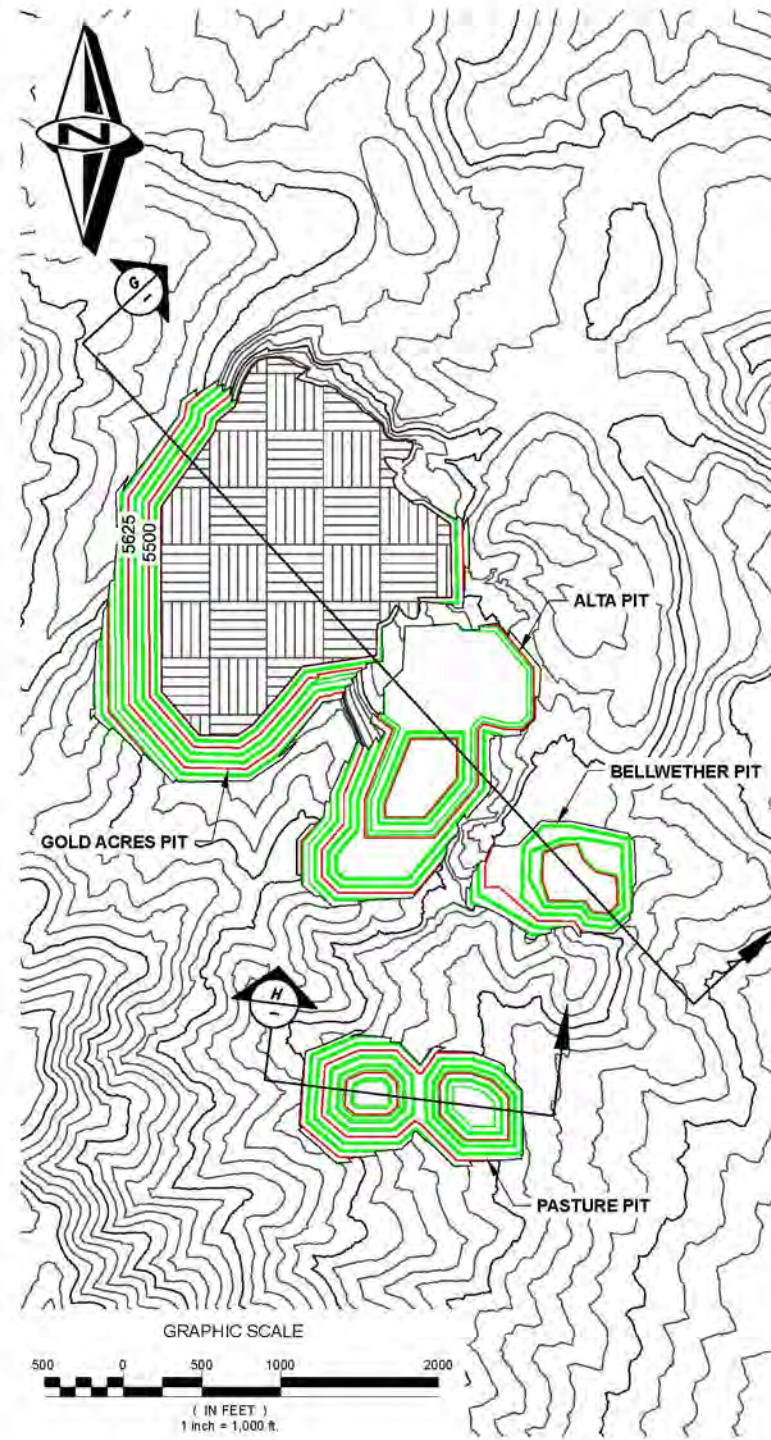 N
G
–
5625
5500
ALTA PIT
BELLWETHER PIT
GOLD ACRES PIT
H
–
PASTURE PIT
GRAPHIC SCALE
500 0 500 1000 2000
( IN FEET )
1 inch = 1,000 ft.